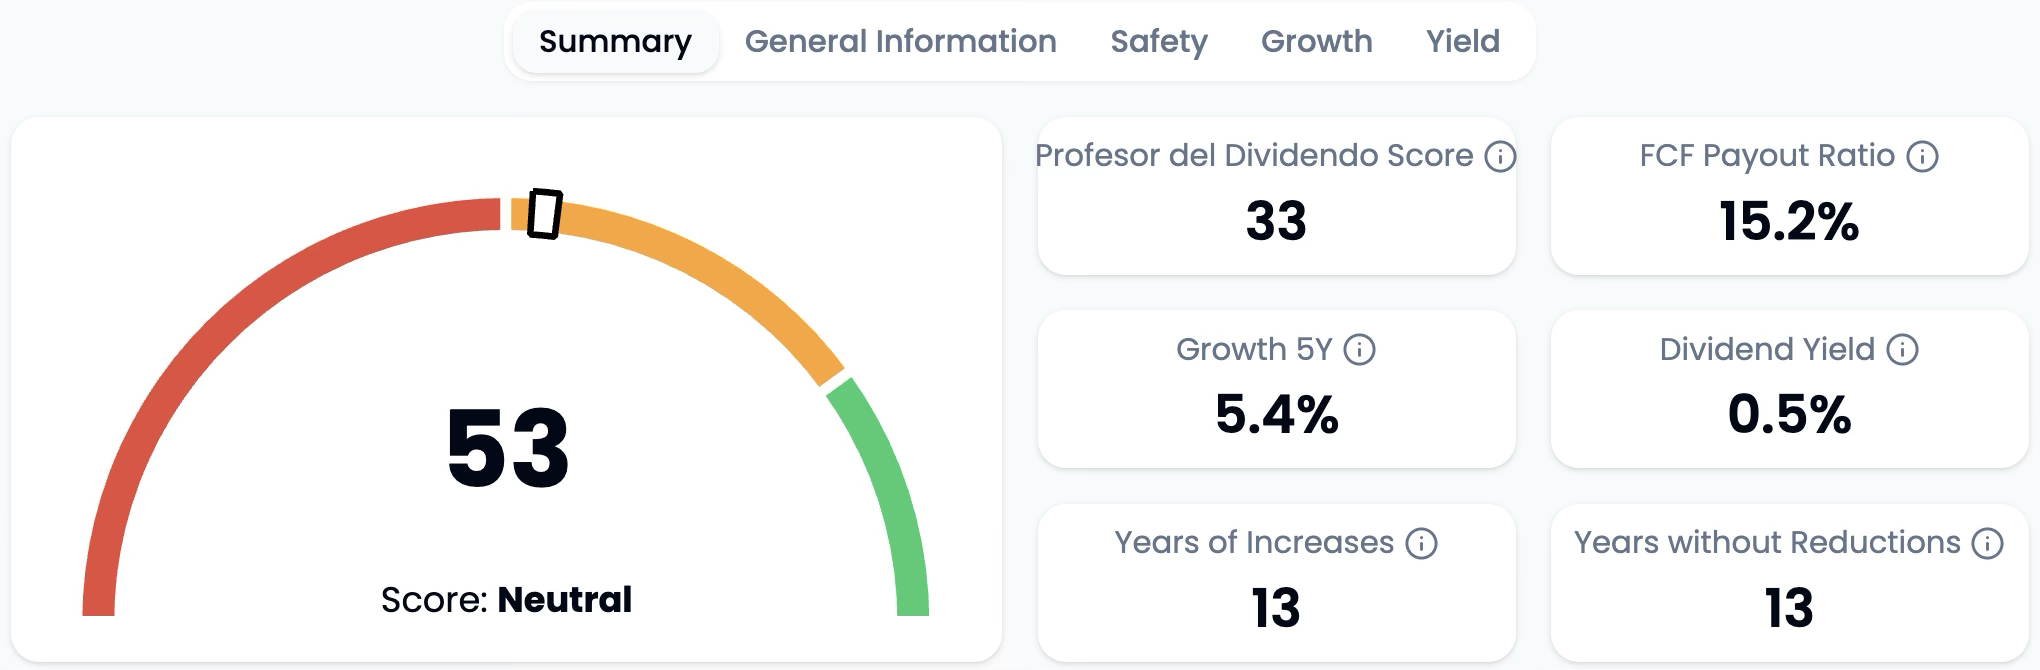 Summary
General Information
Safety
Growth
Yield
53
Score: Neutral
Profesor del Dividendo Score
33
FCF Payout Ratio
15.2%
Growth 5Y
5.4%
Dividend Yield
0.5%
Years of Increases
13
Years without Reductions
13